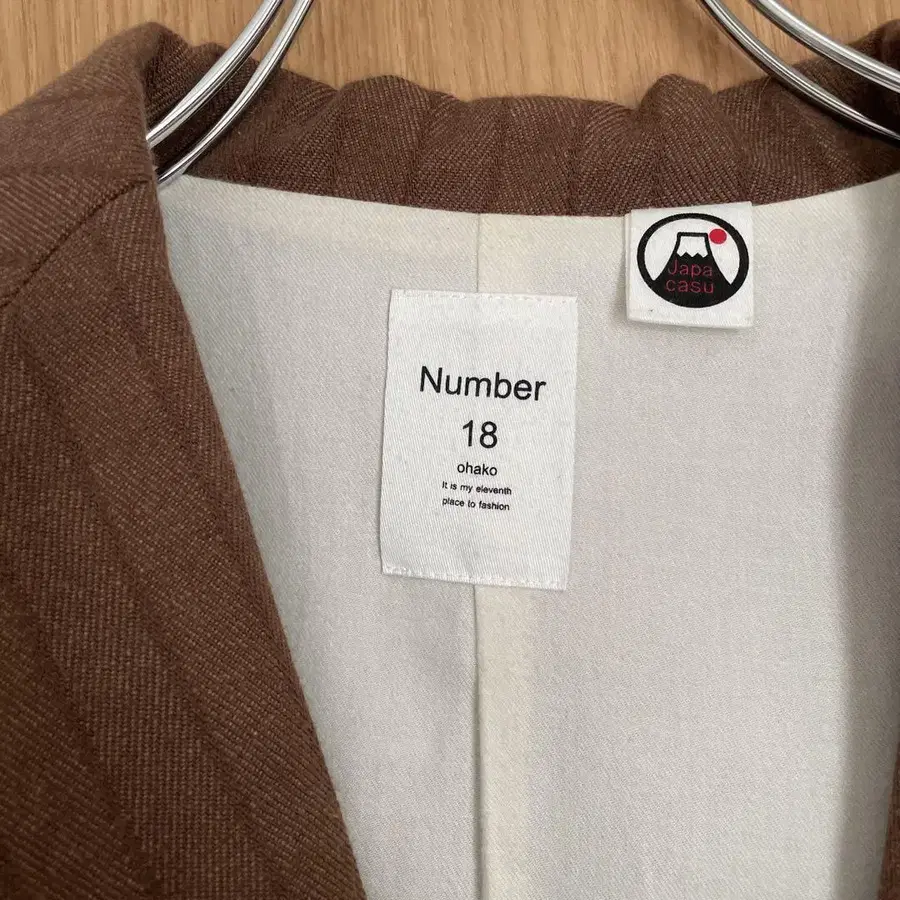 Japa
casu
Number
18
ohako
It is my eleventh
place to fashion